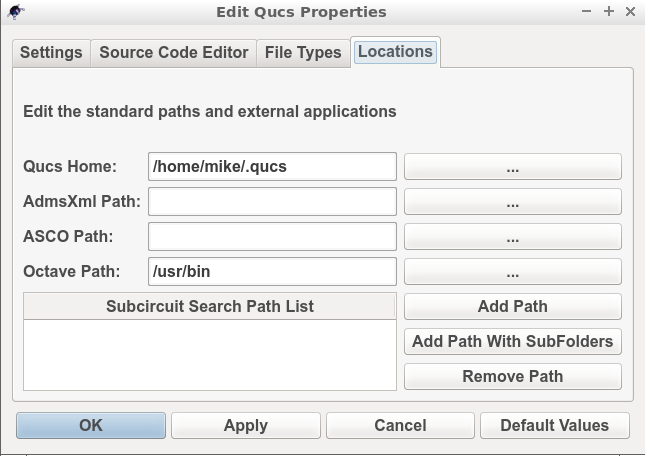 Edit Qucs Properties
Settings Source Code Editor File Types Locations
Edit the standard paths and external applications
Qucs Home: /home/mike/.qucs ...
AdmsXml Path: ...
ASCO Path: ...
Octave Path: /usr/bin ...
Subcircuit Search Path List Add Path
Add Path With SubFolders
Remove Path
OK Apply Cancel Default Values